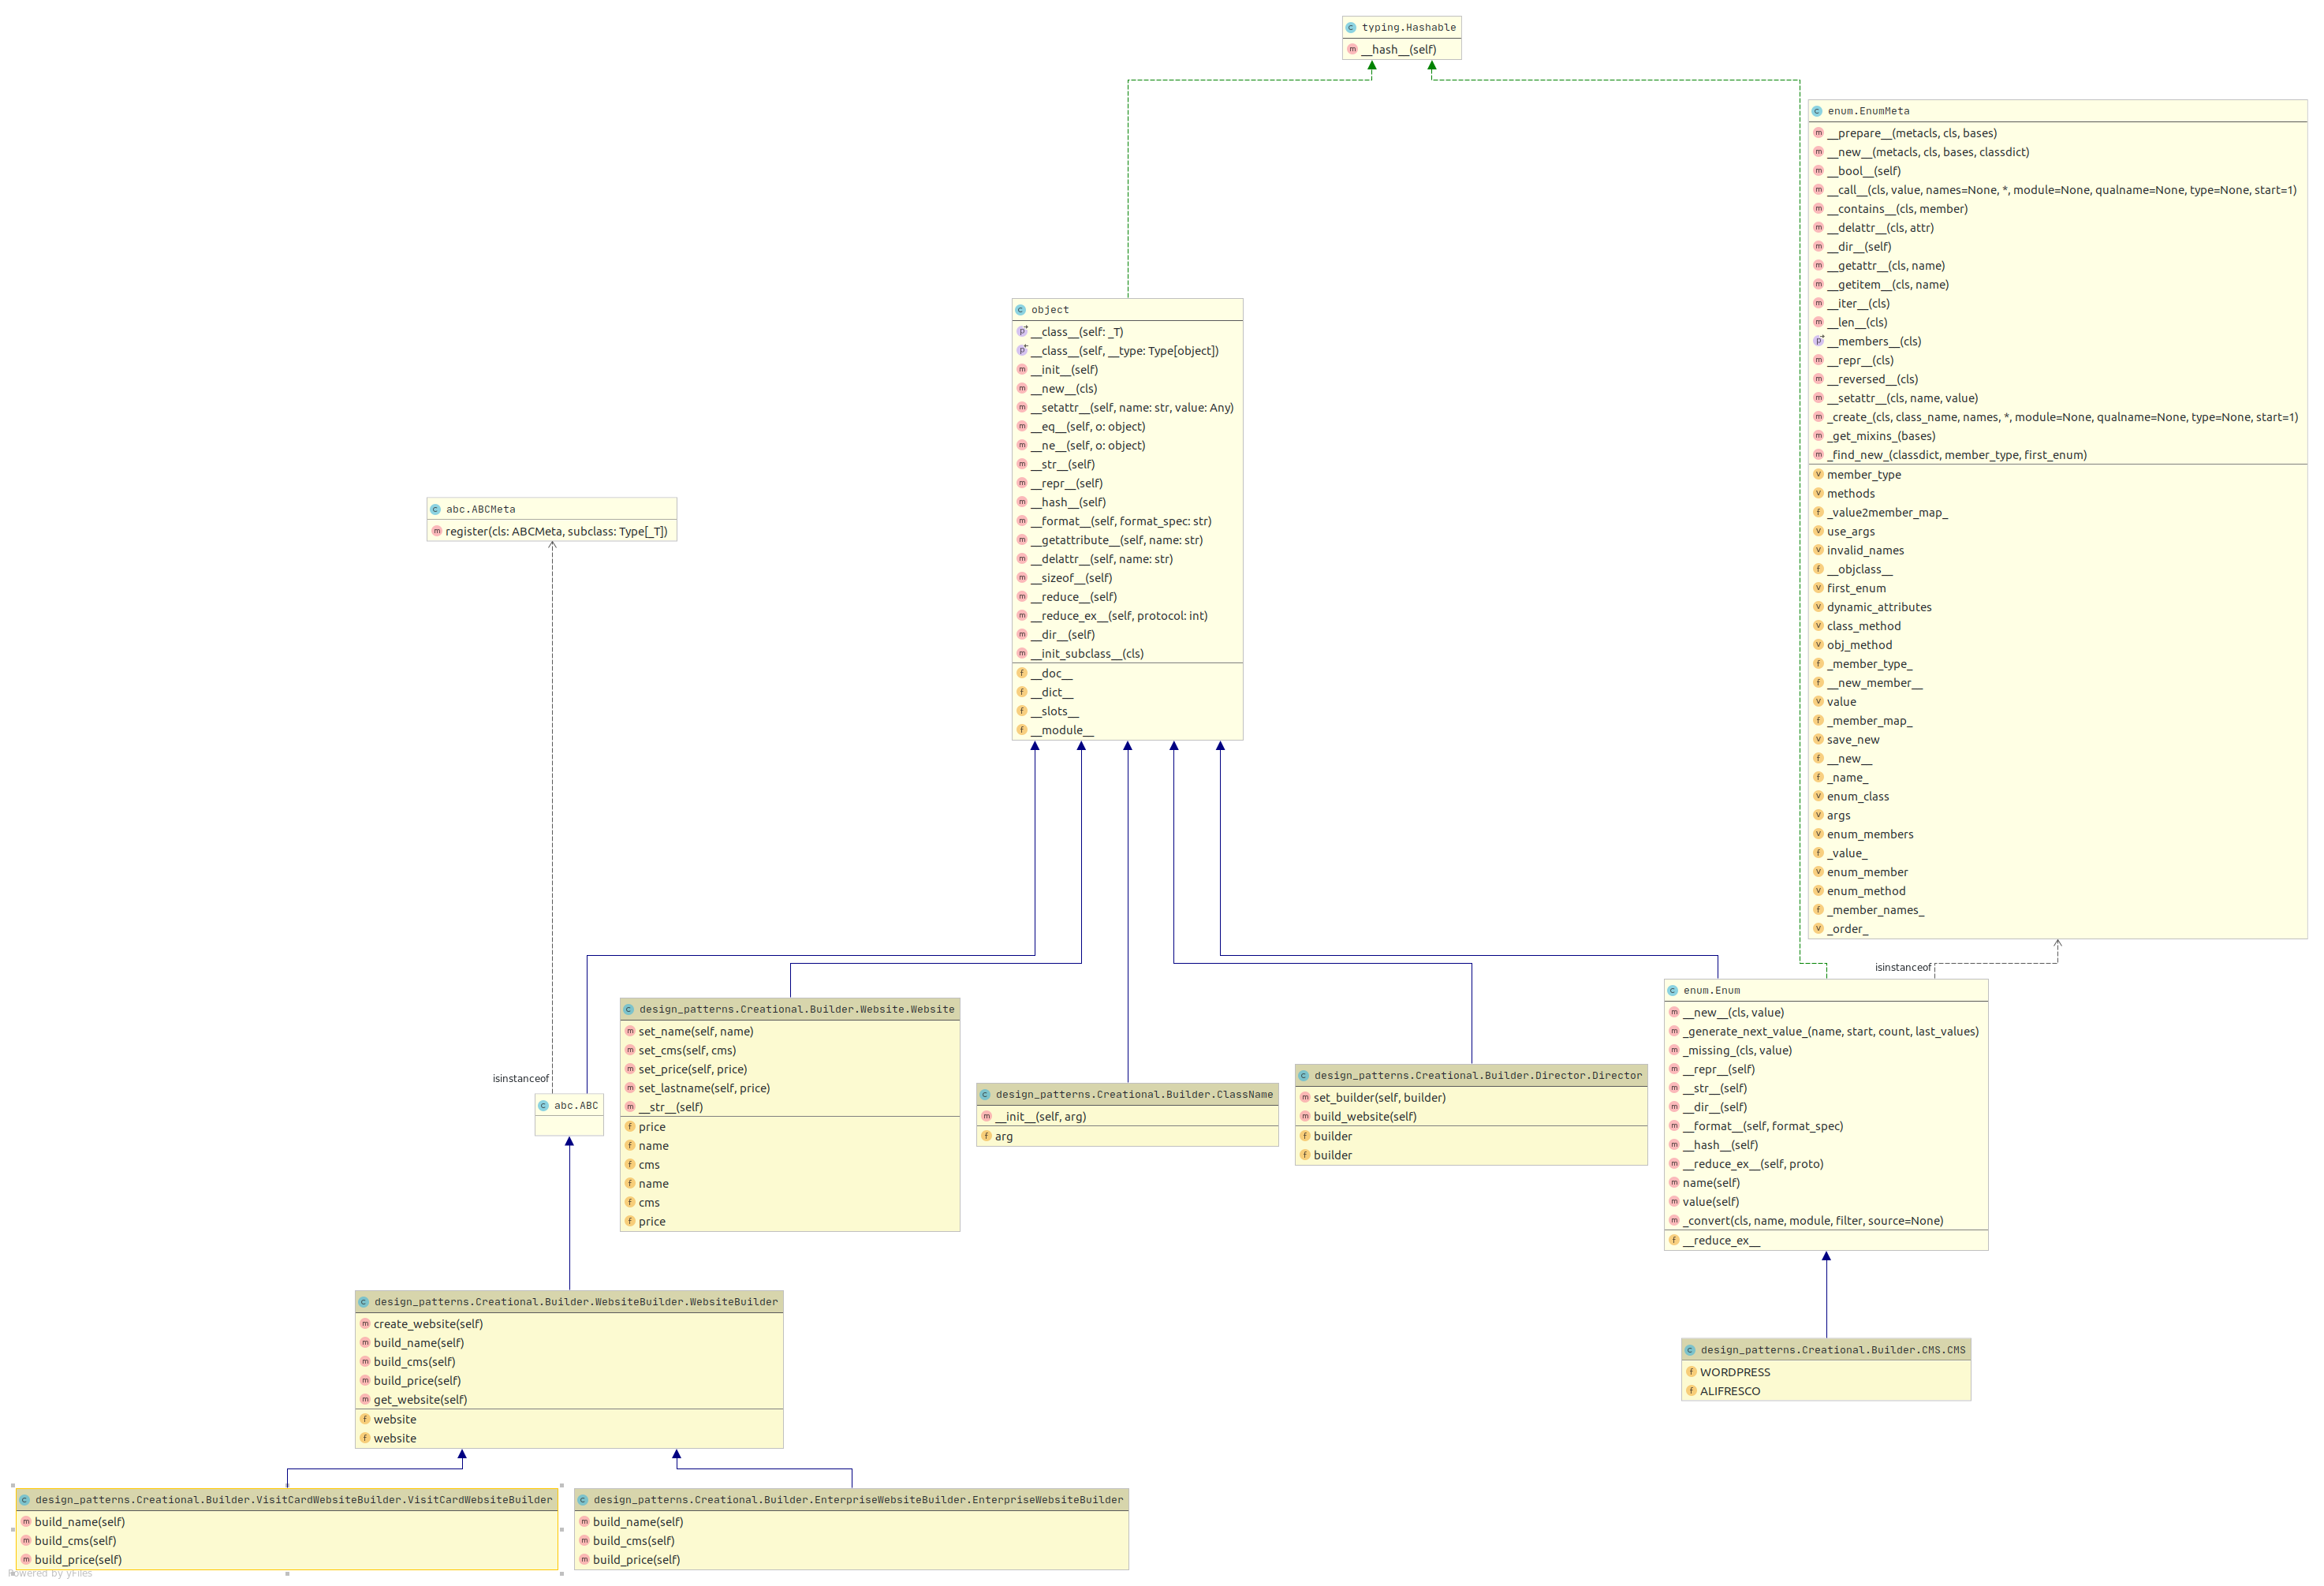 typing.Hashable
__hash__(self)
enum.EnumMeta
__prepare__(metacls, cls, bases)
__new__(metacls, cls, bases, classdict)
__bool__(self)
__call__(cls, value, names=None, *, module=None, qualname=None, type=None, start=1)
__contains__(cls, member)
__delattr__(cls, attr)
__dir__(self)
__getattr__(cls, name)
__getitem__(cls, name)
__iter__(cls)
__len__(cls)
__members__(cls)
__repr__(cls)
__reversed__(cls)
__setattr__(cls, name, value)
_create_(cls, class_name, names, *, module=None, qualname=None, type=None, start=1)
_get_mixins_(bases)
_find_new_(classdict, member_type, first_enum)
member_type
methods
_value2member_map_
use_args
invalid_names
__objclass__
first_enum
dynamic_attributes
class_method
obj_method
_member_type_
__new_member__
value
_member_map_
save_new
__new__
_name_
enum_class
args
enum_members
_value_
enum_member
enum_method
_member_names_
_order_
object
__class__(self: _T)
__class__(self, __type: Type[object])
__init__(self)
__new__(cls)
__setattr__(self, name: str, value: Any)
__eq__(self, o: object)
__ne__(self, o: object)
__str__(self)
__repr__(self)
__hash__(self)
__format__(self, format_spec: str)
__getattribute__(self, name: str)
__delattr__(self, name: str)
__sizeof__(self)
__reduce__(self)
__reduce_ex__(self, protocol: int)
__dir__(self)
__init_subclass__(cls)
__doc__
__dict__
__slots__
__module__
abc.ABCMeta
register(cls: ABCMeta, subclass: Type[_T])
isinstanceof
isinstanceof
abc.ABC
design_patterns.Creational.Builder.Website.Website
set_name(self, name)
set_cms(self, cms)
set_price(self, price)
set_lastname(self, price)
__str__(self)
price
name
cms
name
cms
price
design_patterns.Creational.Builder.ClassName
__init__(self, arg)
arg
design_patterns.Creational.Builder.Director.Director
set_builder(self, builder)
build_website(self)
builder
builder
enum.Enum
__new__(cls, value)
_generate_next_value_(name, start, count, last_values)
_missing_(cls, value)
__repr__(self)
__str__(self)
__dir__(self)
__format__(self, format_spec)
__hash__(self)
__reduce_ex__(self, proto)
name(self)
value(self)
_convert(cls, name, module, filter, source=None)
__reduce_ex__
design_patterns.Creational.Builder.WebsiteBuilder.WebsiteBuilder
create_website(self)
build_name(self)
build_cms(self)
build_price(self)
get_website(self)
website
website
design_patterns.Creational.Builder.CMS.CMS
WORDPRESS
ALIFRESCO
design_patterns.Creational.Builder.VisitCardWebsiteBuilder.VisitCardWebsiteBuilder
build_name(self)
build_cms(self)
build_price(self)
design_patterns.Creational.Builder.EnterpriseWebsiteBuilder.EnterpriseWebsiteBuilder
build_name(self)
build_cms(self)
build_price(self)
Powered by yFiles